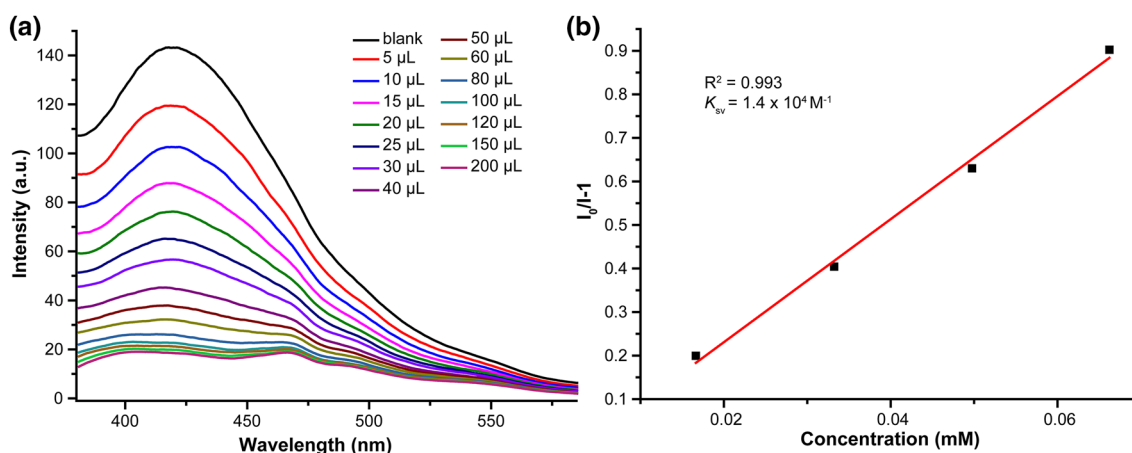 (a)
140
120
100
80
60
40
20
0
Intensity (a.u.)
400
450
500
550
Wavelength (nm)
blank
5 µL
10 µL
15 µL
20 µL
25 µL
30 µL
40 µL
50 µL
60 µL
80 µL
100 µL
120 µL
150 µL
200 µL
(b)
0.9
0.8
0.7
0.6
0.5
0.4
0.3
0.2
0.1
I₀/I-1
R² = 0.993
Ksv = 1.4 x 10⁴ M⁻¹
0.02
0.04
0.06
Concentration (mM)